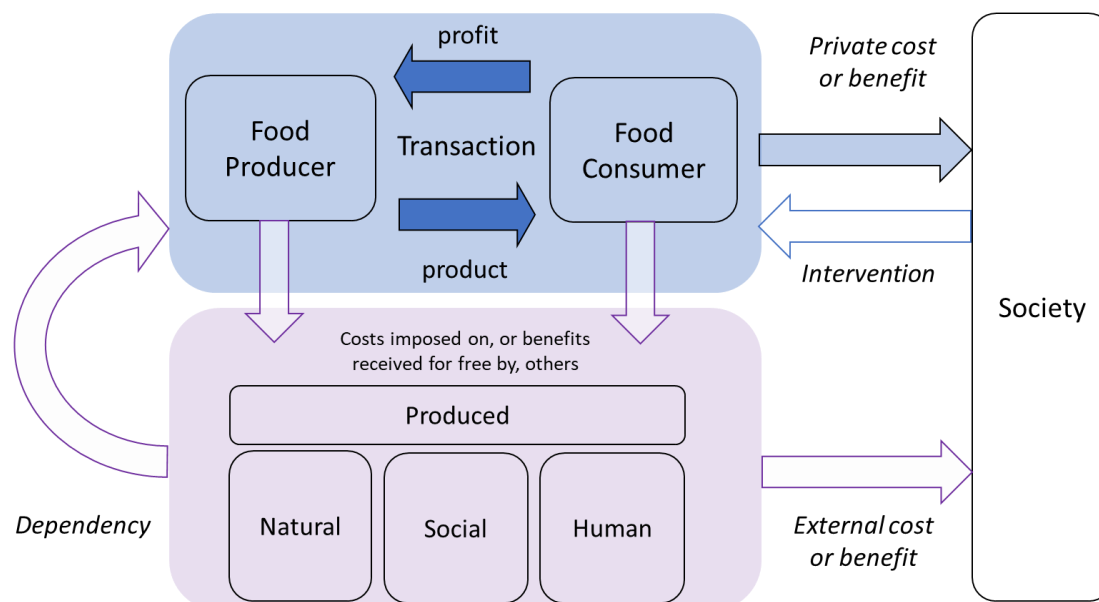 profit
Food
Producer
Transaction
Food
Consumer
product
Private cost
or benefit
Intervention
Society
Costs imposed on, or benefits
received for free by, others
Produced
Natural
Social
Human
Dependency
External cost
or benefit